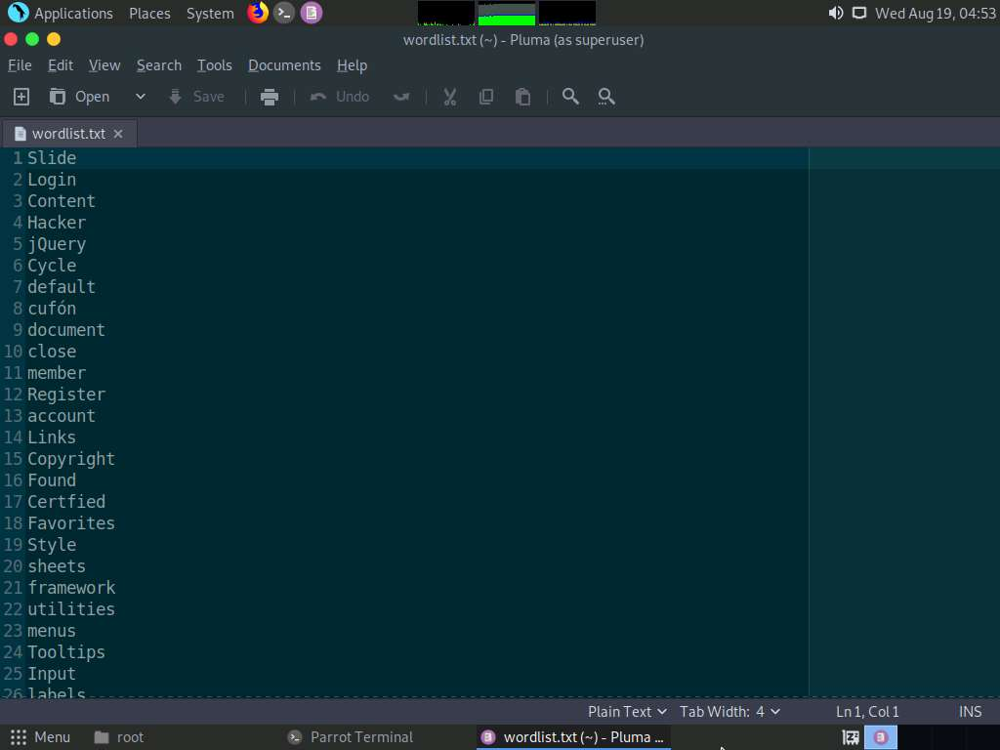 Applications Places System Wed Aug 19, 04:53
wordlist.txt (~) - Pluma (as superuser)
File Edit View Search Tools Documents Help
Open Save Undo
wordlist.txt
1 Slide
2 Login
3 Content
4 Hacker
5 jQuery
6 Cycle
7 default
8 cufón
9 document
10 close
11 member
12 Register
13 account
14 Links
15 Copyright
16 Found
17 Certfied
18 Favorites
19 Style
20 sheets
21 framework
22 utilities
23 menus
24 Tooltips
25 Input
26 labels
Plain Text Tab Width: 4 Ln 1, Col 1 INS
Menu root Parrot Terminal wordlist.txt (~) - Pluma ...